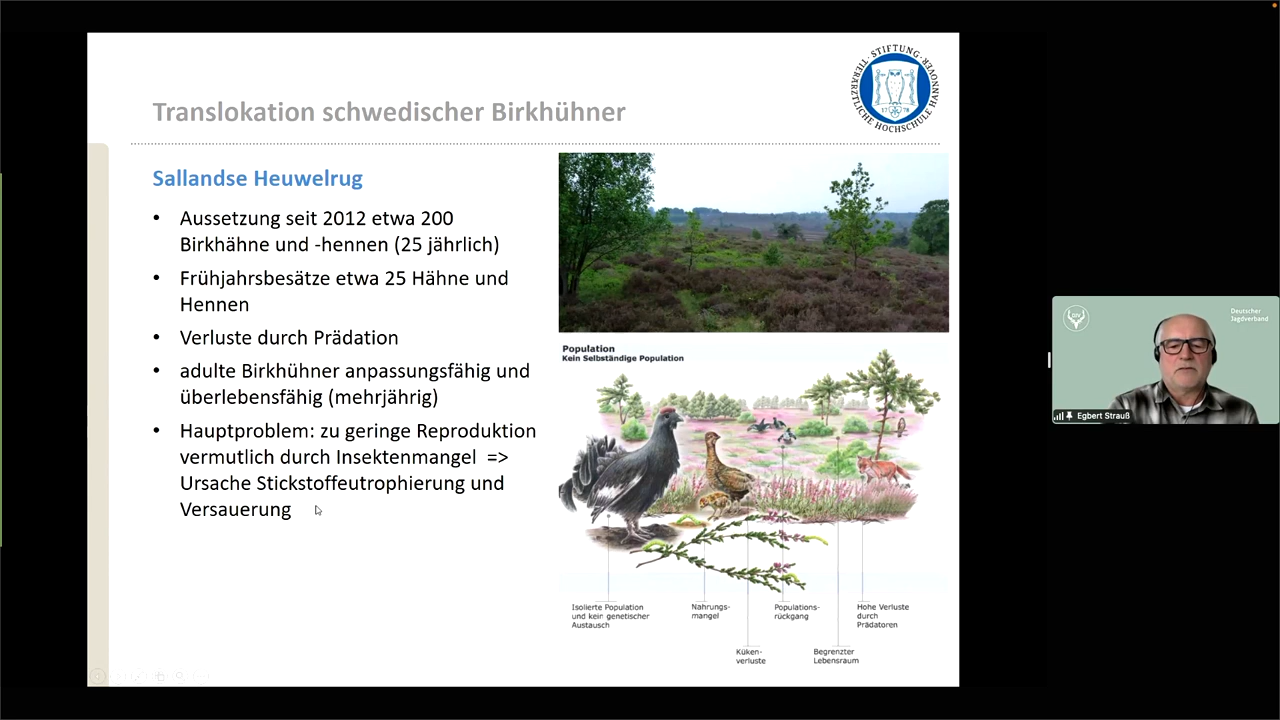 STIFTUNG
TIERÄRZTLICHE HOCHSCHULE HANNOVER
1778
Translokation schwedischer Birkhühner
Sallandse Heuwelrug
• Aussetzung seit 2012 etwa 200
Birkhähne und -hennen (25 jährlich)
• Frühjahrsbesätze etwa 25 Hähne und
Hennen
• Verluste durch Prädation
• adulte Birkhühner anpassungsfähig und
überlebensfähig (mehrjährig)
• Hauptproblem: zu geringe Reproduktion
vermutlich durch Insektenmangel =>
Ursache Stickstoffeutrophierung und
Versauerung
Population
Kein Selbständige Population
Isolierte Population
und kein genetischer
Austausch
Nahrungs-
mangel
Populations-
rückgang
Hohe Verluste
durch
Prädatoren
Küken-
verluste
Begrenzter
Lebensraum
DJV
Deutscher
Jagdverband
Egbert Strauß